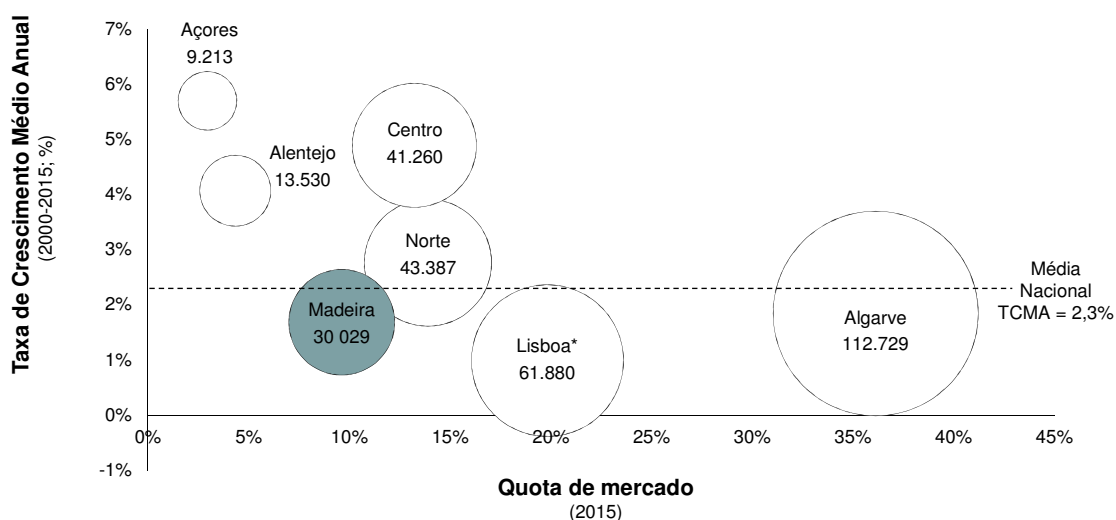 Taxa de Crescimento Médio Anual
(2000-2015; %)
7%
6%
5%
4%
3%
2%
1%
0%
-1%
Açores
9.213
Alentejo
13.530
Centro
41.260
Norte
43.387
Madeira
30 029
Lisboa*
61.880
Algarve
112.729
Média
Nacional
TCMA = 2,3%
0% 5% 10% 15% 20% 25% 30% 35% 40% 45%
Quota de mercado
(2015)